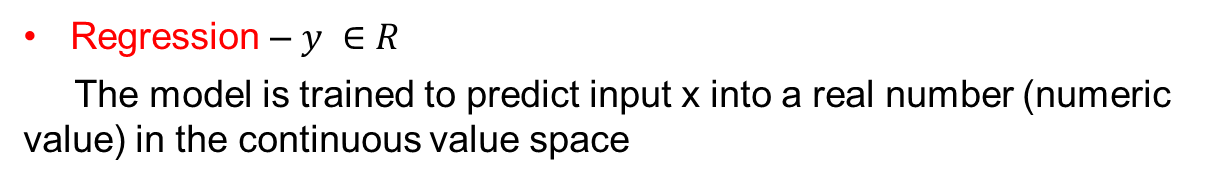 • Regression – y ∈ R
The model is trained to predict input x into a real number (numeric
value) in the continuous value space